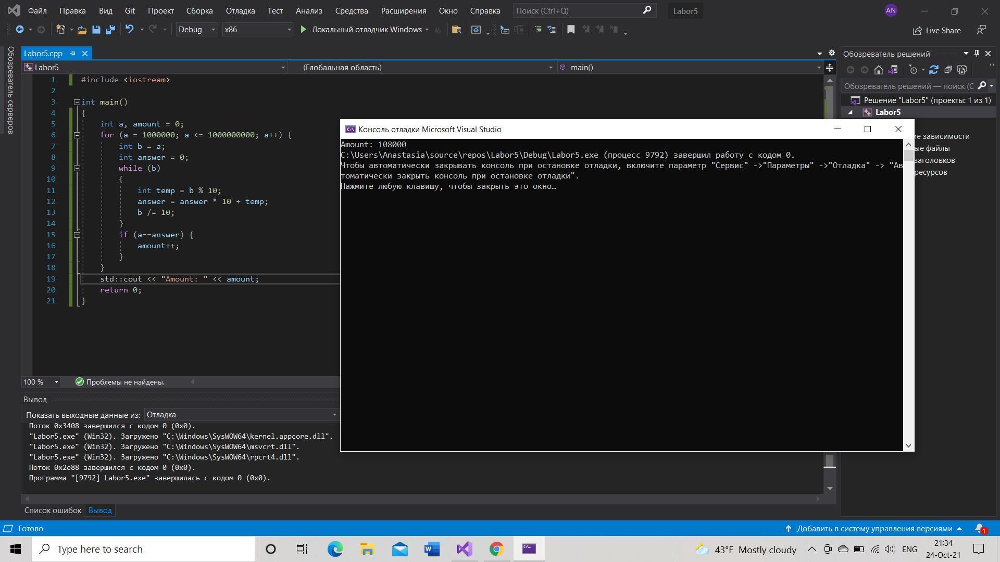 Файл Правка Вид Git Проект Сборка Отладка Тест Анализ Средства Расширения Окно Справка Поиск (Ctrl+Q) Labor5 AN
Debug x86 Локальный отладчик Windows Live Share
Обозреватель серверов
Labor5.cpp
Labor5 (Глобальная область) main()
1 #include <iostream>
2
3 int main()
4 {
5 int a, amount = 0;
6 for (a = 1000000; a <= 1000000000; a++) {
7 int b = a;
8 int answer = 0;
9 while (b)
10 {
11 int temp = b % 10;
12 answer = answer * 10 + temp;
13 b /= 10;
14 }
15 if (a==answer) {
16 amount++;
17 }
18 }
19 std::cout << "Amount: " << amount;
20 return 0;
21 }
100 % Проблемы не найдены.
Консоль отладки Microsoft Visual Studio
Amount: 108000
C:\Users\Anastasia\source\repos\Labor5\Debug\Labor5.exe (процесс 9792) завершил работу с кодом 0.
Чтобы автоматически закрывать консоль при остановке отладки, включите параметр "Сервис" ->"Параметры" ->"Отладка" -> "Ав
томатически закрыть консоль при остановке отладки".
Нажмите любую клавишу, чтобы закрыть это окно…
Обозреватель решений
Обозреватель решений — поиск (С
Решение "Labor5" (проекты: 1 из 1)
Labor5
ие зависимости
ые файлы
заголовков
ресурсов
Вывод
Показать выходные данные из: Отладка
Поток 0x3408 завершился с кодом 0 (0x0).
"Labor5.exe" (Win32). Загружено "C:\Windows\SysWOW64\kernel.appcore.dll".
"Labor5.exe" (Win32). Загружено "C:\Windows\SysWOW64\msvcrt.dll".
"Labor5.exe" (Win32). Загружено "C:\Windows\SysWOW64\rpcrt4.dll".
Поток 0x2e88 завершился с кодом 0 (0x0).
Программа "[9792] Labor5.exe" завершилась с кодом 0 (0x0).
Список ошибок Вывод
Готово Добавить в систему управления версиями 1
Type here to search 43°F Mostly cloudy ENG 21:34
24-Oct-21